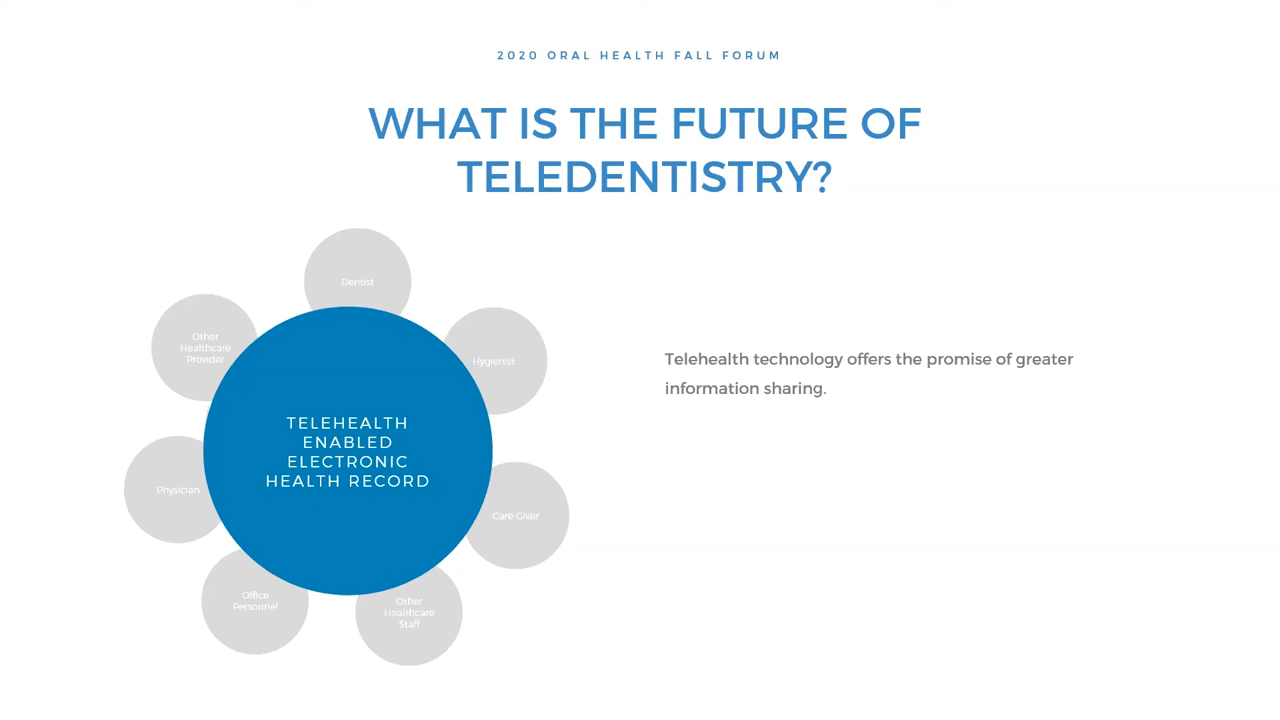 2020 ORAL HEALTH FALL FORUM
WHAT IS THE FUTURE OF
TELEDENTISTRY?
Dentist
Other
Healthcare
Provider
Hygienist
TELEHEALTH
ENABLED
ELECTRONIC
HEALTH RECORD
Physician
Care Giver
Office
Personnel
Other
Healthcare
Staff
Telehealth technology offers the promise of greater
information sharing.